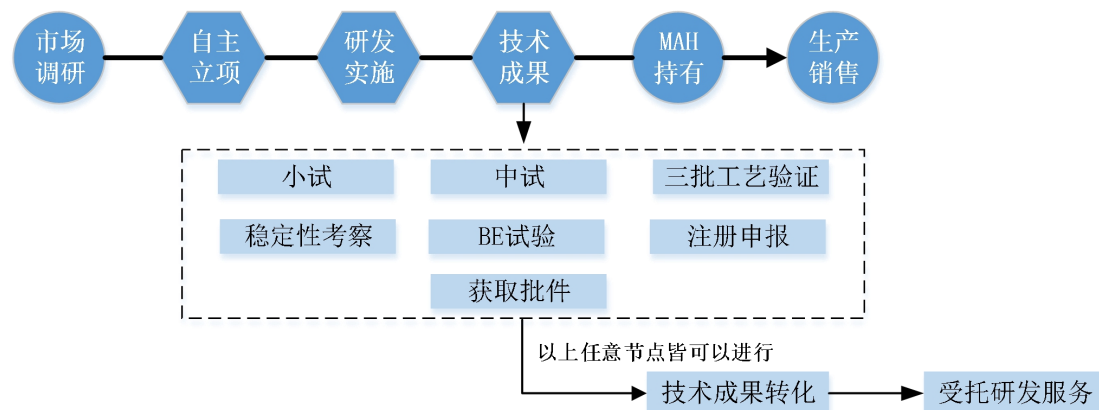 市场
调研
自主
立项
研发
实施
技术
成果
MAH
持有
生产
销售
小试
中试
三批工艺验证
稳定性考察
BE试验
注册申报
获取批件
以上任意节点皆可以进行
技术成果转化
受托研发服务